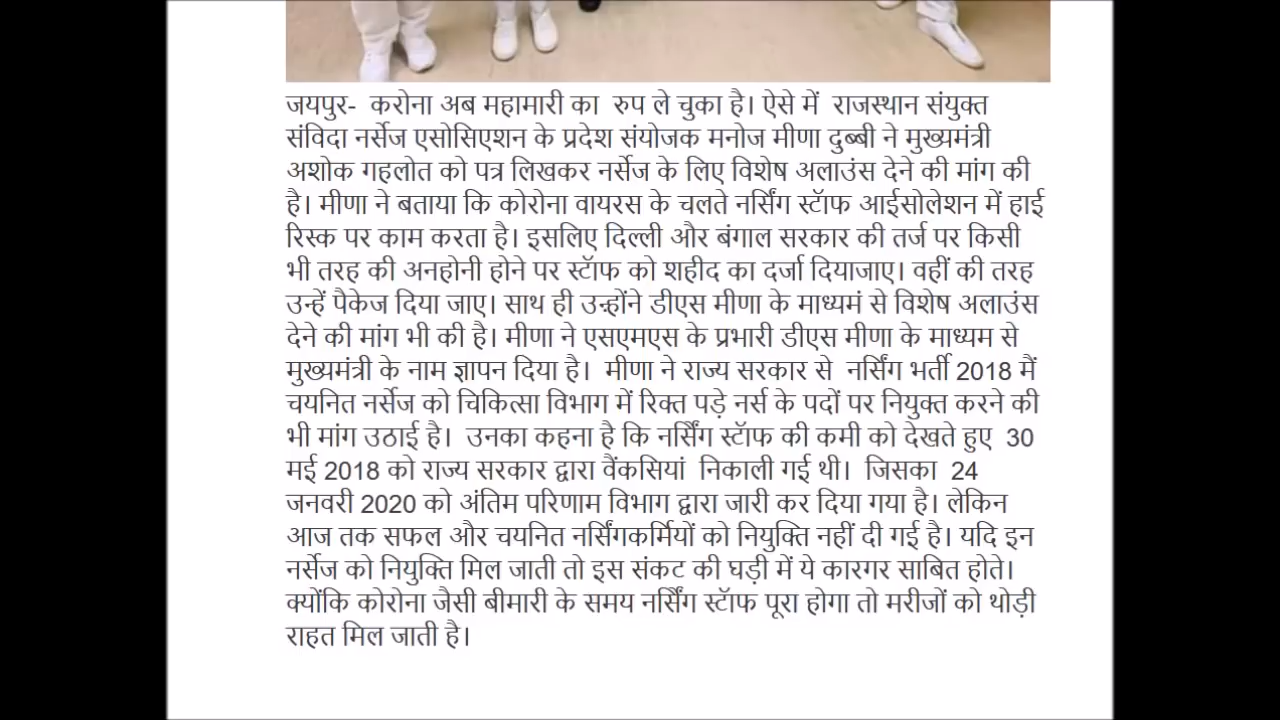 जयपुर- करोना अब महामारी का रुप ले चुका है। ऐसे में राजस्थान संयुक्त
संविदा नर्सेज एसोसिएशन के प्रदेश संयोजक मनोज मीणा दुब्बी ने मुख्यमंत्री
अशोक गहलोत को पत्र लिखकर नर्सेज के लिए विशेष अलाउंस देने की मांग की
है। मीणा ने बताया कि कोरोना वायरस के चलते नर्सिंग स्टॅाफ आईसोलेशन में हाई
रिस्क पर काम करता है। इसलिए दिल्ली और बंगाल सरकार की तर्ज पर किसी
भी तरह की अनहोनी होने पर स्टॅाफ को शहीद का दर्जा दियाजाए। वहीं की तरह
उन्हें पैकेज दिया जाए। साथ ही उन्होंने डीएस मीणा के माध्यमं से विशेष अलाउंस
देने की मांग भी की है। मीणा ने एसएमएस के प्रभारी डीएस मीणा के माध्यम से
मुख्यमंत्री के नाम ज्ञापन दिया है। मीणा ने राज्य सरकार से नर्सिंग भर्ती 2018 मैं
चयनित नर्सेज को चिकित्सा विभाग में रिक्त पड़े नर्स के पदों पर नियुक्त करने की
भी मांग उठाई है। उनका कहना है कि नर्सिंग स्टॅाफ की कमी को देखते हुए 30
मई 2018 को राज्य सरकार द्वारा वैंकसियां निकाली गई थी। जिसका 24
जनवरी 2020 को अंतिम परिणाम विभाग द्वारा जारी कर दिया गया है। लेकिन
आज तक सफल और चयनित नर्सिंगकर्मियों को नियुक्ति नहीं दी गई है। यदि इन
नर्सेज को नियुक्ति मिल जाती तो इस संकट की घड़ी में ये कारगर साबित होते।
क्योंकि कोरोना जैसी बीमारी के समय नर्सिंग स्टॅाफ पूरा होगा तो मरीजों को थोड़ी
राहत मिल जाती है।